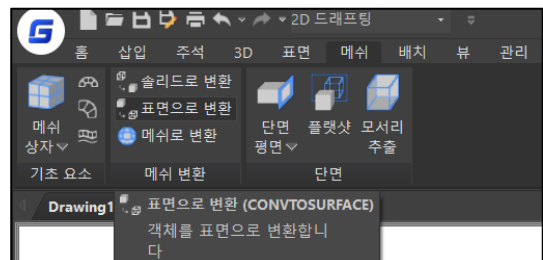 2D 드래프팅
홈 삽입 주석 3D 표면 메쉬 배치 뷰 관리
솔리드로 변환
표면으로 변환
메쉬로 변환
메쉬
상자
단면
평면
플랫샷
모서리
추출
기초 요소 메쉬 변환 단면
Drawing1
표면으로 변환 (CONVTOSURFACE)
객체를 표면으로 변환합니
다